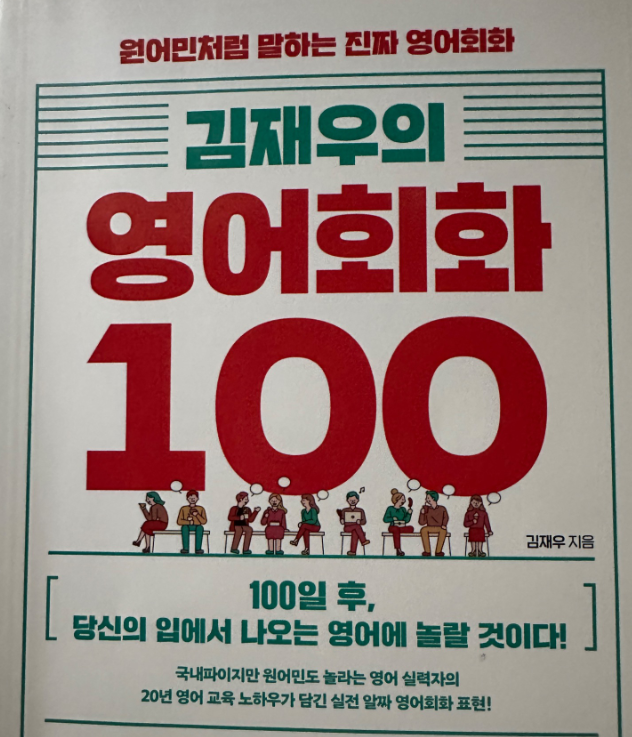 원어민처럼 말하는 진짜 영어회화
김재우의
영어회화
100
김재우 지음
100일 후,
당신의 입에서 나오는 영어에 놀랄 것이다!
국내파이지만 원어민도 놀라는 영어 실력자의
20년 영어 교육 노하우가 담긴 실전 알짜 영어회화 표현!